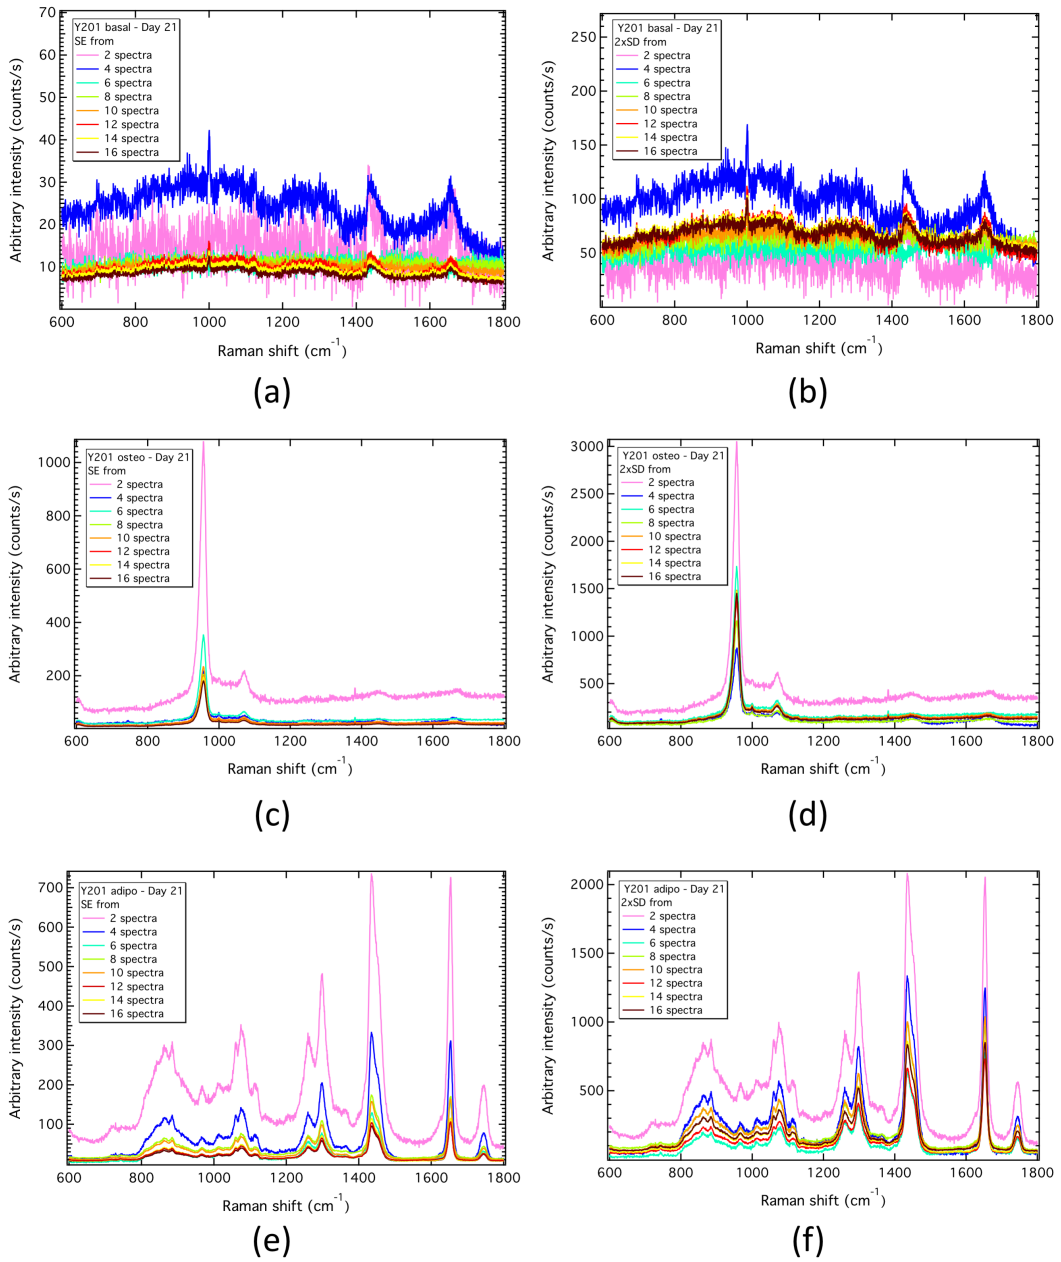 70
60
50
40
30
20
10
Arbitrary intensity (counts/s)
Y201 basal - Day 21
SE from
2 spectra
4 spectra
6 spectra
8 spectra
10 spectra
12 spectra
14 spectra
16 spectra
600 800 1000 1200 1400 1600 1800
Raman shift (cm⁻¹)
(a)
250
200
150
100
50
Arbitrary intensity (counts/s)
Y201 basal - Day 21
2xSD from
2 spectra
4 spectra
6 spectra
8 spectra
10 spectra
12 spectra
14 spectra
16 spectra
600 800 1000 1200 1400 1600 1800
Raman shift (cm⁻¹)
(b)
1000
800
600
400
200
Arbitrary intensity (counts/s)
Y201 osteo - Day 21
SE from
2 spectra
4 spectra
6 spectra
8 spectra
10 spectra
12 spectra
14 spectra
16 spectra
600 800 1000 1200 1400 1600 1800
Raman shift (cm⁻¹)
(c)
3000
2500
2000
1500
1000
500
Arbitrary intensity (counts/s)
Y201 osteo - Day 21
2xSD from
2 spectra
4 spectra
6 spectra
8 spectra
10 spectra
12 spectra
14 spectra
16 spectra
600 800 1000 1200 1400 1600 1800
Raman shift (cm⁻¹)
(d)
700
600
500
400
300
200
100
Arbitrary intensity (counts/s)
Y201 adipo - Day 21
SE from
2 spectra
4 spectra
6 spectra
8 spectra
10 spectra
12 spectra
14 spectra
16 spectra
600 800 1000 1200 1400 1600 1800
Raman shift (cm⁻¹)
(e)
2000
1500
1000
500
Arbitrary intensity (counts/s)
Y201 adipo - Day 21
2xSD from
2 spectra
4 spectra
6 spectra
8 spectra
10 spectra
12 spectra
14 spectra
16 spectra
600 800 1000 1200 1400 1600 1800
Raman shift (cm⁻¹)
(f)